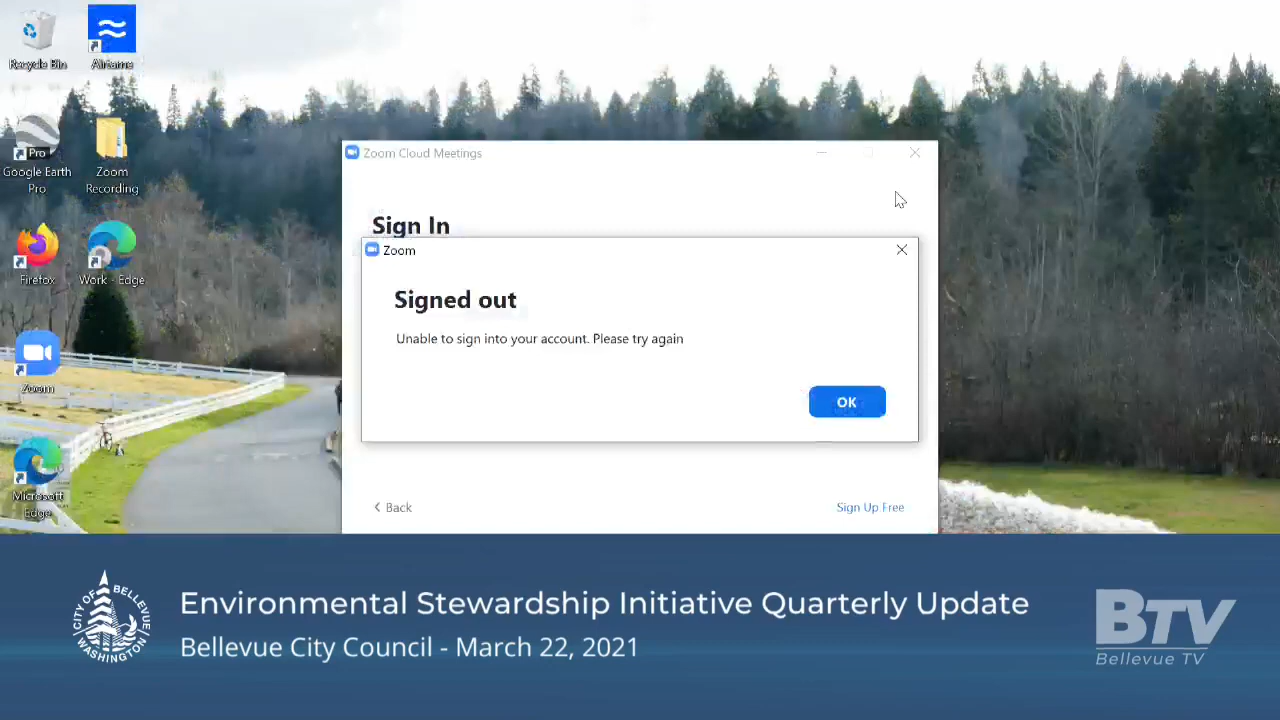 Recycle Bin
Airtame
Pro
Google Earth
Pro
Zoom
Recording
Firefox
Work - Edge
Zoom
Microsoft
Edge
Zoom Cloud Meetings
Sign In
Zoom
Signed out
Unable to sign into your account. Please try again
OK
Back
Sign Up Free
CITY OF BELLEVUE
WASHINGTON
Environmental Stewardship Initiative Quarterly Update
Bellevue City Council - March 22, 2021
BTV
Bellevue TV